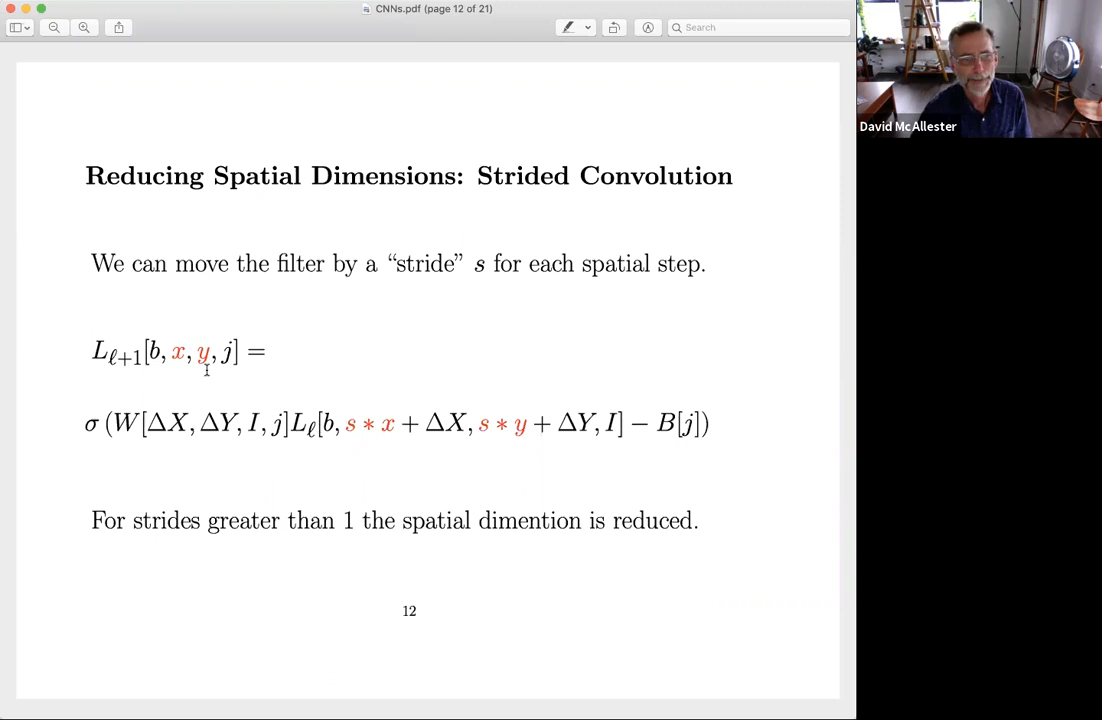 CNNs.pdf (page 12 of 21)
Search
David McAllester
Reducing Spatial Dimensions: Strided Convolution
We can move the filter by a “stride” s for each spatial step.
L_{ℓ+1}[b, x, y, j] =
σ (W[ΔX, ΔY, I, j]L_ℓ[b, s ∗ x + ΔX, s ∗ y + ΔY, I] − B[j])
For strides greater than 1 the spatial dimention is reduced.
12